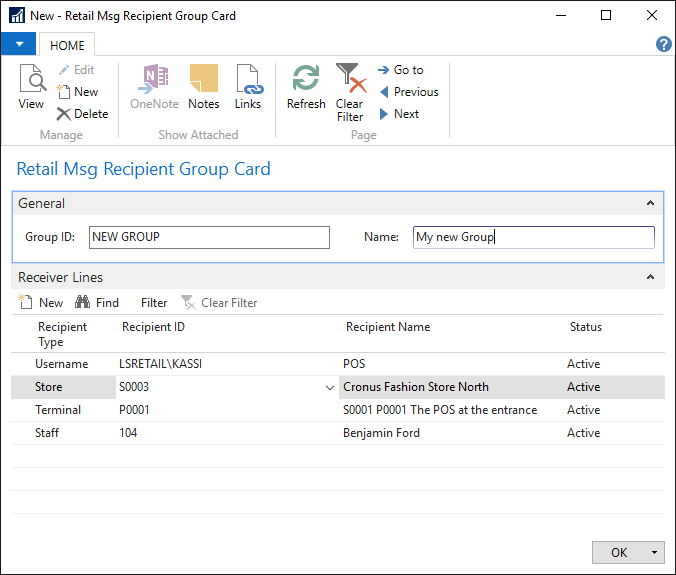 New - Retail Msg Recipient Group Card
HOME
View
Edit
New
Delete
Manage
OneNote
Notes
Links
Show Attached
Refresh
Clear
Filter
Go to
Previous
Next
Page
Retail Msg Recipient Group Card
General
Group ID: NEW GROUP Name: My new Group
Receiver Lines
New Find Filter Clear Filter
Recipient Type Recipient ID Recipient Name Status
Username LSRETAIL\KASSI POS Active
Store S0003 Cronus Fashion Store North Active
Terminal P0001 S0001 P0001 The POS at the entrance Active
Staff 104 Benjamin Ford Active
OK